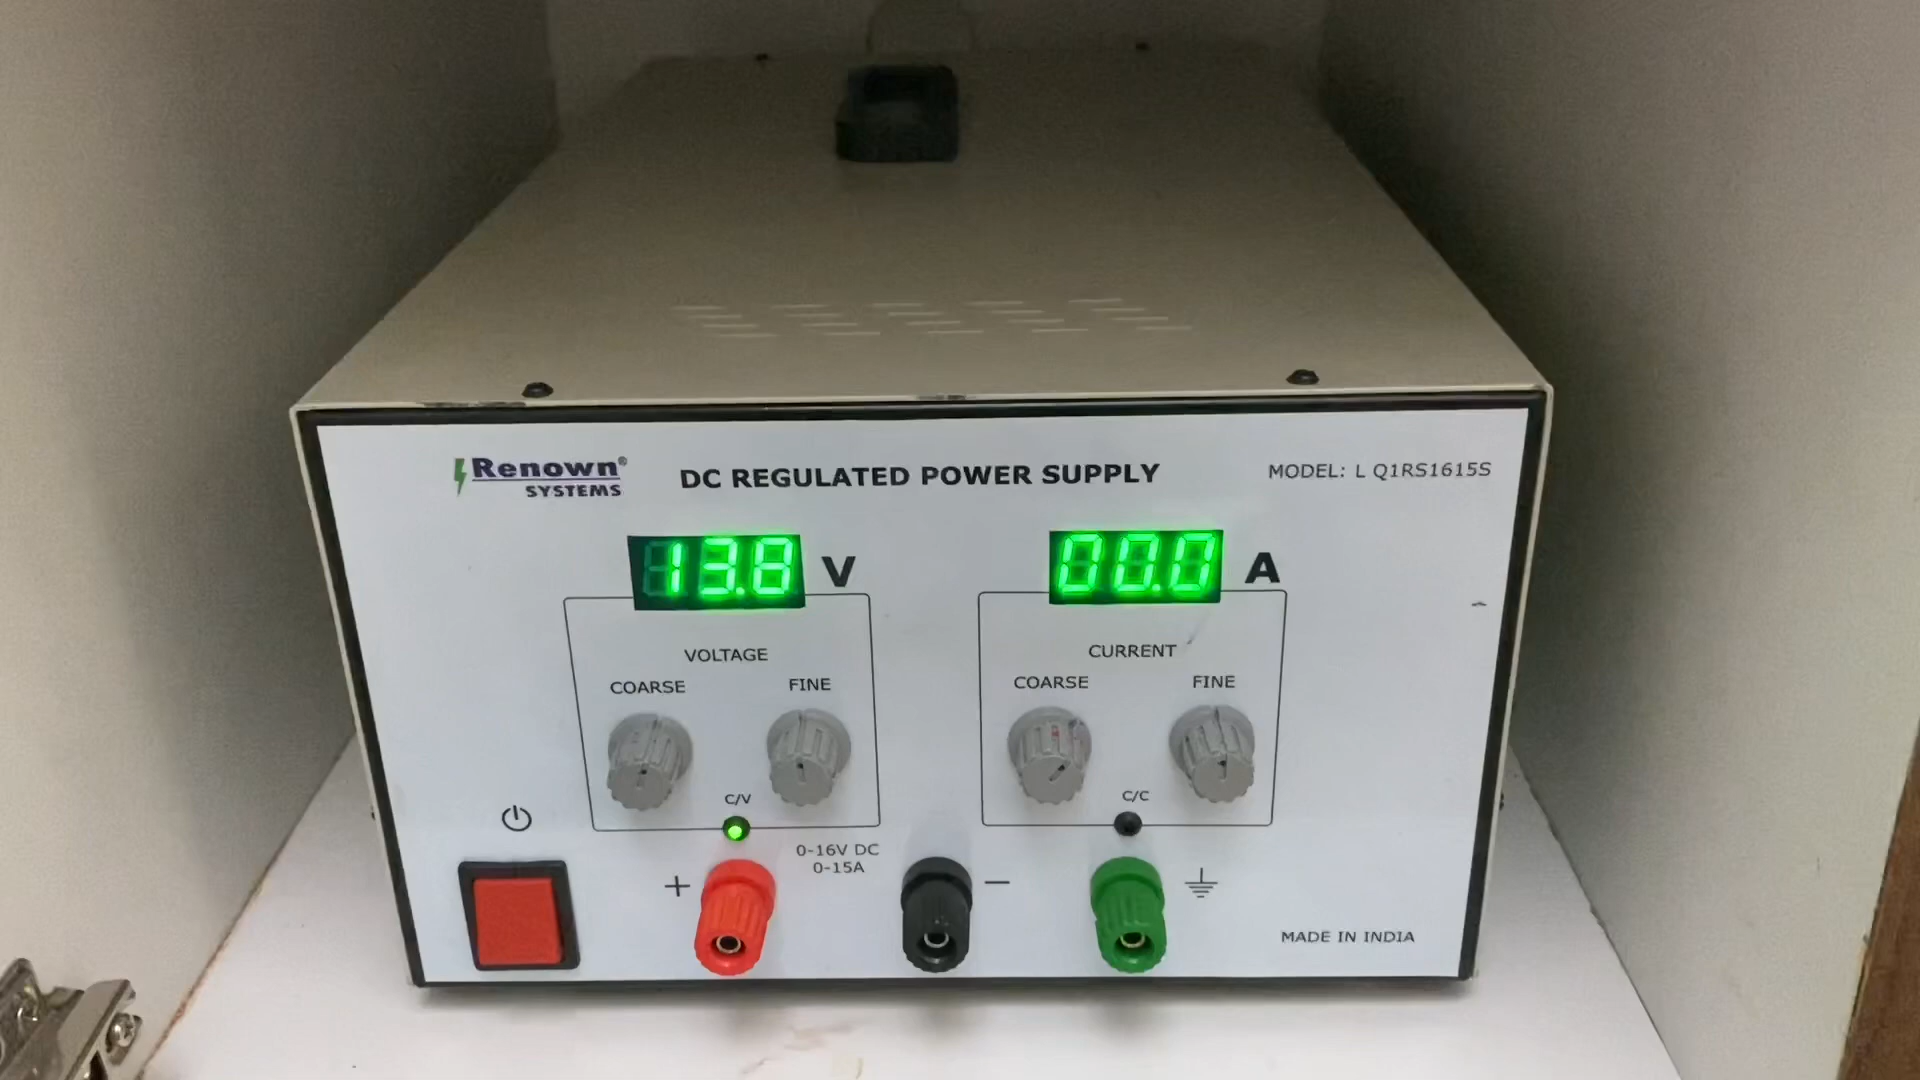 Renown®
SYSTEMS
DC REGULATED POWER SUPPLY
MODEL: L Q1RS1615S
13.8 V
00.0 A
VOLTAGE
COARSE FINE
CURRENT
COARSE FINE
C/V
C/C
0-16V DC
0-15A
+
−
MADE IN INDIA